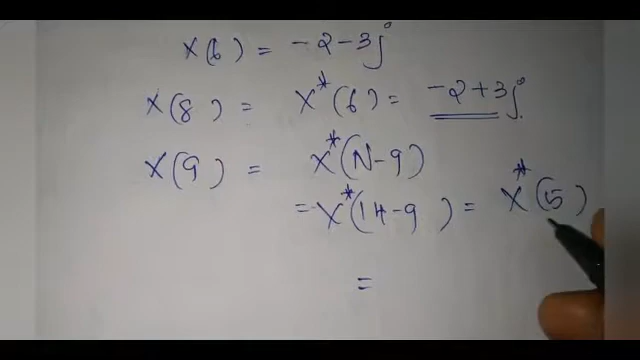 X(6) = -2-3j
X(8) = X*(6) = -2+3j.
X(9) = X*(N-9)
= X*(14-9) = X*(5)
=